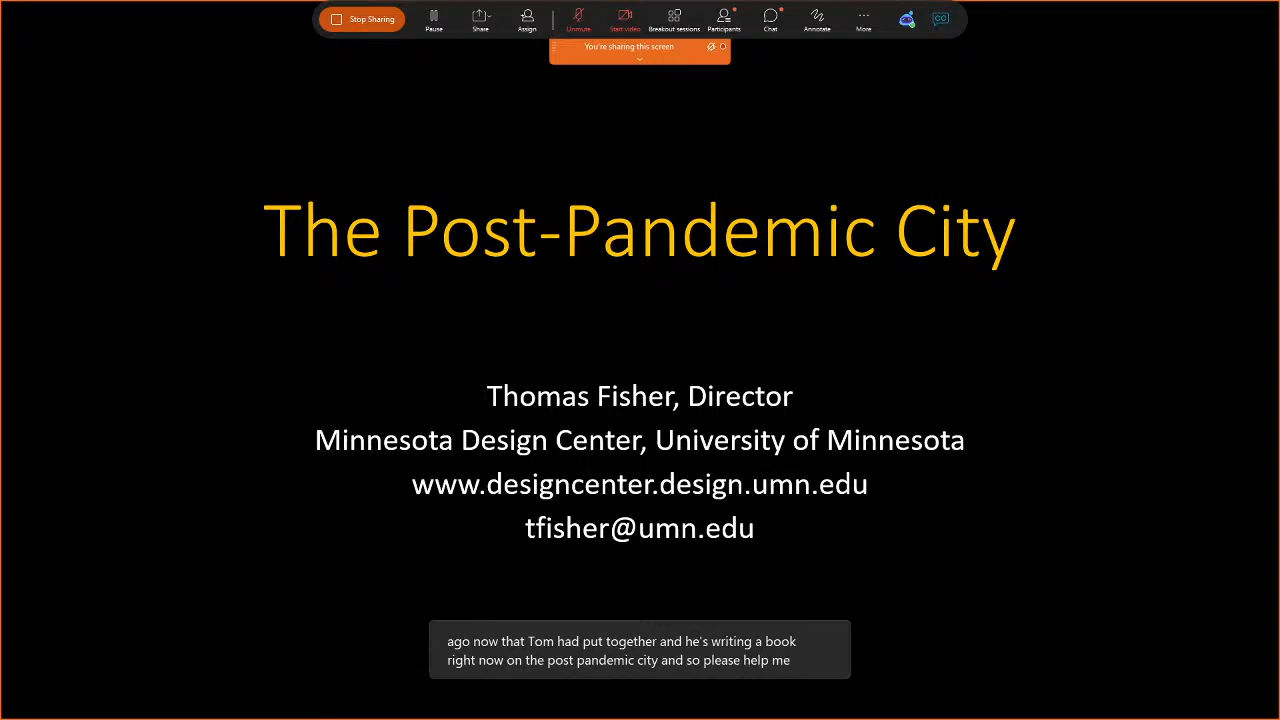 Stop Sharing
Pause
Share
Assign
Unmute
Start video
Breakout sessions
Participants
Chat
Annotate
More
CC
You're sharing this screen
The Post-Pandemic City
Thomas Fisher, Director
Minnesota Design Center, University of Minnesota
www.designcenter.design.umn.edu
tfisher@umn.edu
ago now that Tom had put together and he's writing a book
right now on the post pandemic city and so please help me